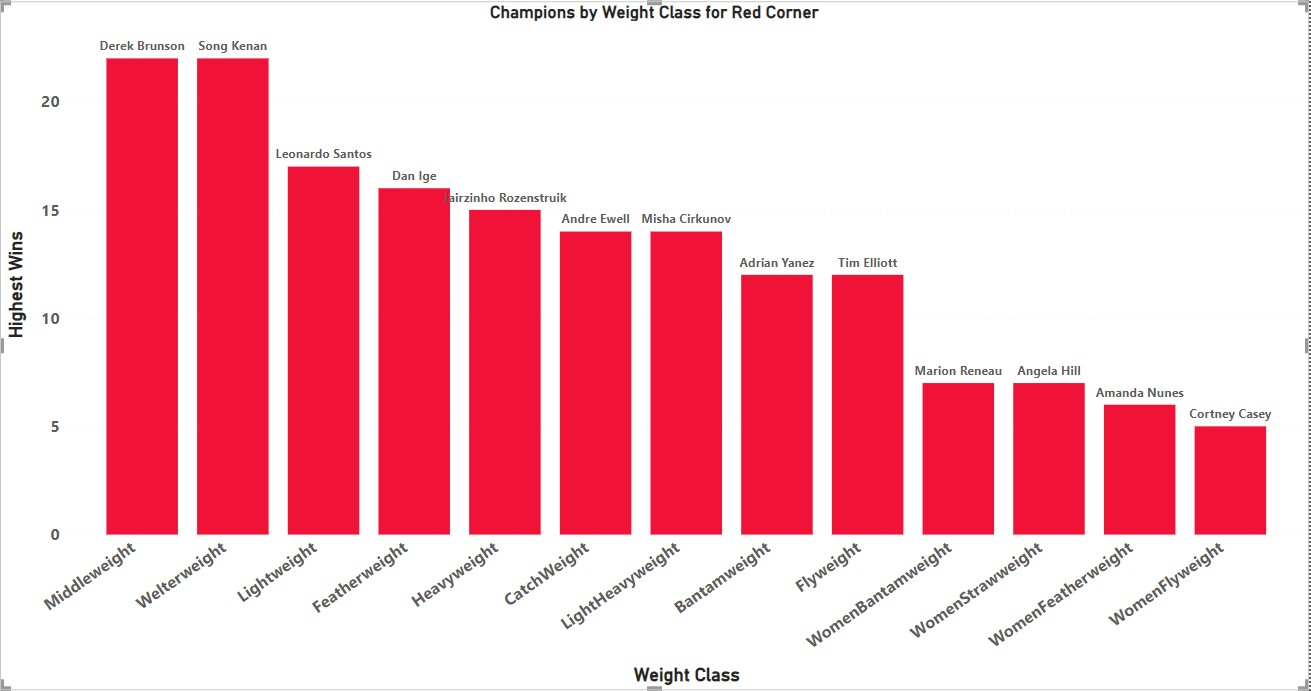 Champions by Weight Class for Red Corner
Highest Wins
20
15
10
5
0
Derek Brunson
Song Kenan
Leonardo Santos
Dan Ige
Jairzinho Rozenstruik
Andre Ewell
Misha Cirkunov
Adrian Yanez
Tim Elliott
Marion Reneau
Angela Hill
Amanda Nunes
Cortney Casey
Middleweight
Welterweight
Lightweight
Featherweight
Heavyweight
CatchWeight
LightHeavyweight
Bantamweight
Flyweight
WomenBantamweight
WomenStrawweight
WomenFeatherweight
WomenFlyweight
Weight Class